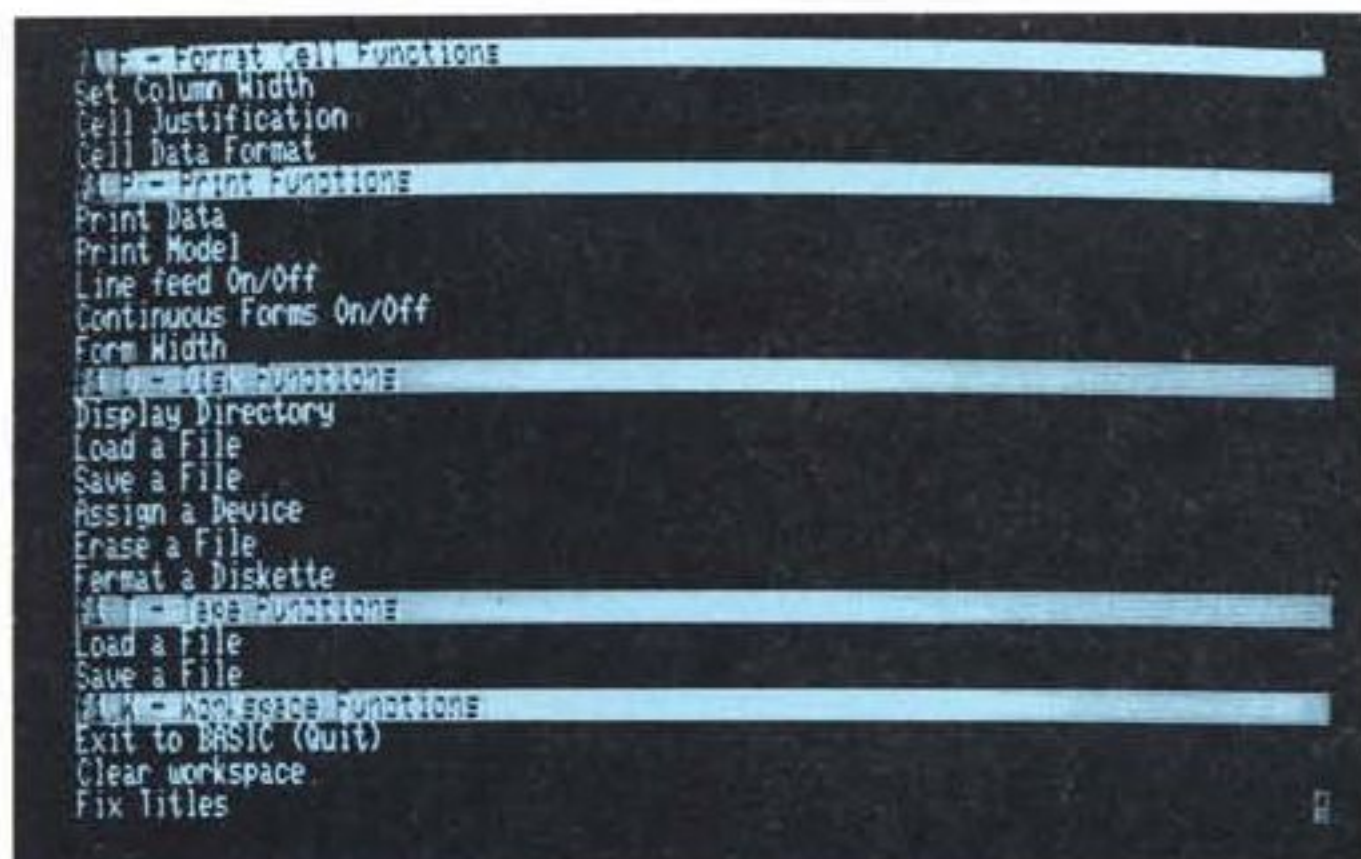 F - Format Cell Functions
Set Column Width
Cell Justification
Cell Data Format
P - Print Functions
Print Data
Print Model
Line feed On/Off
Continuous Forms On/Off
Form Width
D - Disk Functions
Display Directory
Load a File
Save a File
Assign a Device
Erase a File
Format a Diskette
T - Tape Functions
Load a File
Save a File
W - Workspace Functions
Exit to BASIC (Quit)
Clear workspace
Fix Titles